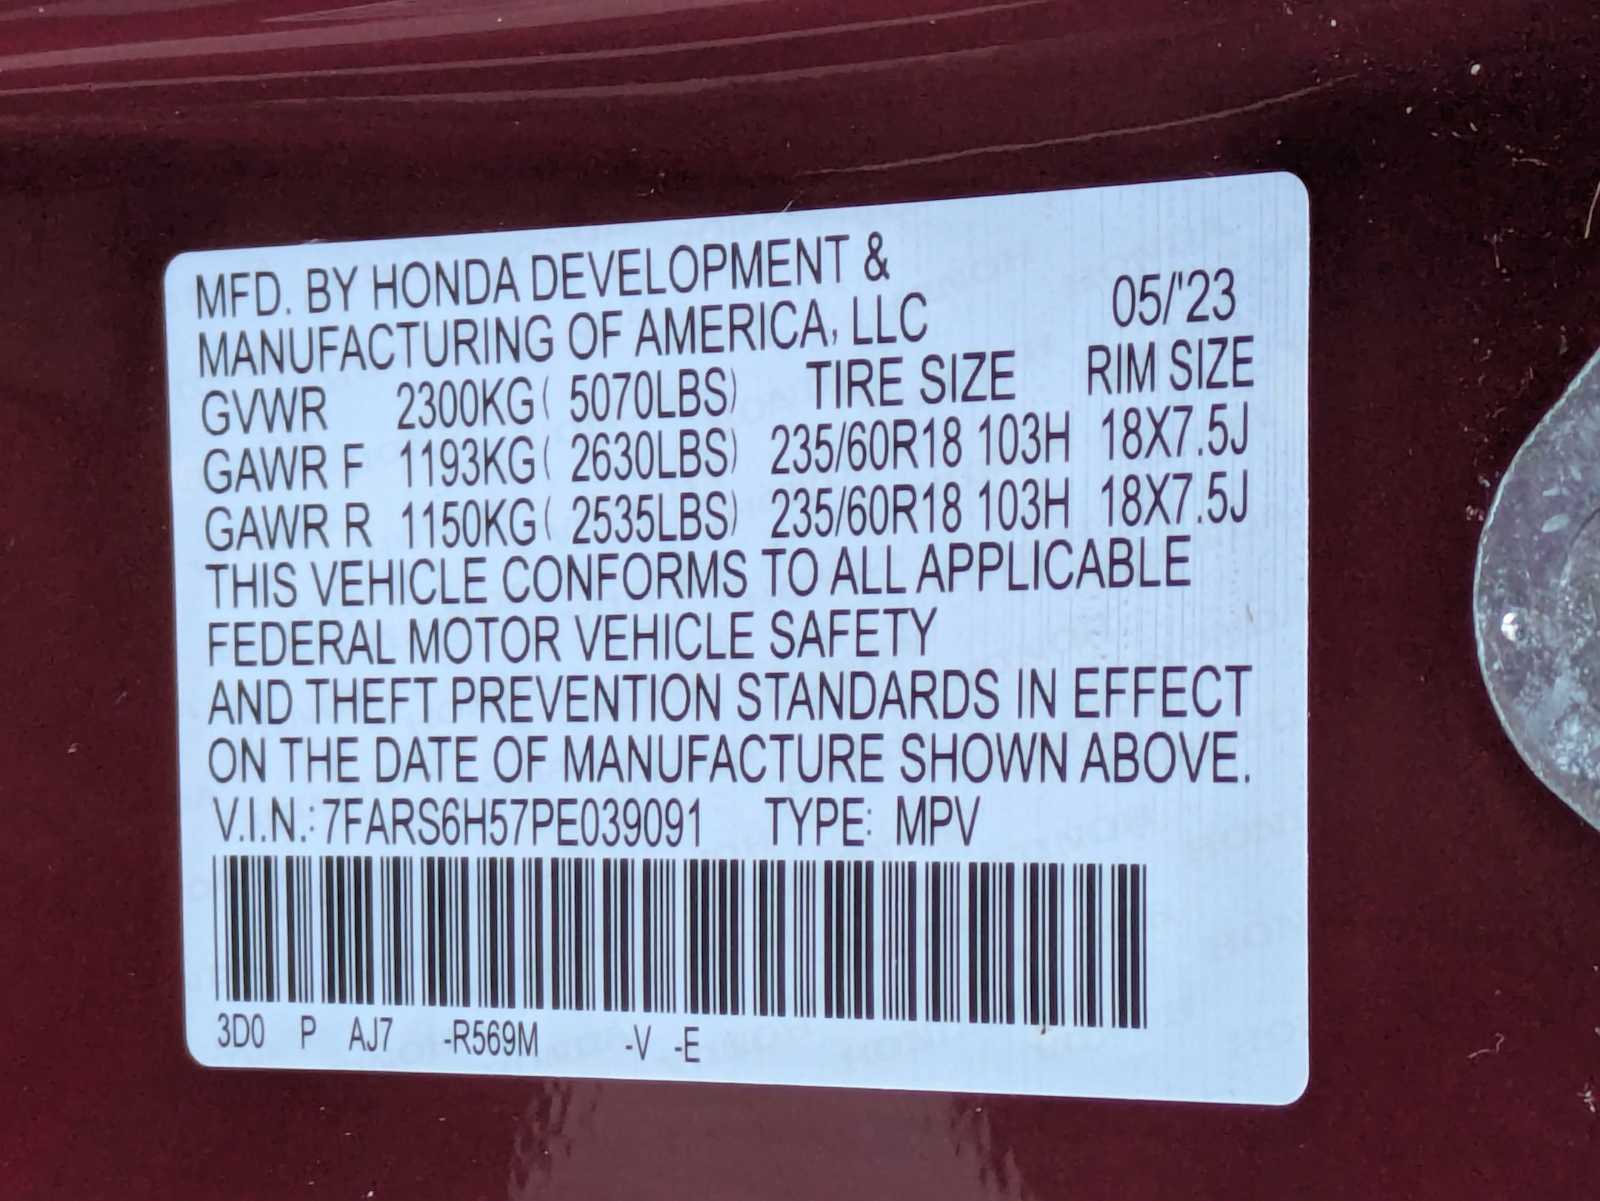 MFD. BY HONDA DEVELOPMENT &
MANUFACTURING OF AMERICA, LLC 05/'23
GVWR 2300KG( 5070LBS) TIRE SIZE RIM SIZE
GAWR F 1193KG( 2630LBS) 235/60R18 103H 18X7.5J
GAWR R 1150KG( 2535LBS) 235/60R18 103H 18X7.5J
THIS VEHICLE CONFORMS TO ALL APPLICABLE
FEDERAL MOTOR VEHICLE SAFETY
AND THEFT PREVENTION STANDARDS IN EFFECT
ON THE DATE OF MANUFACTURE SHOWN ABOVE.
V.I.N.: 7FARS6H57PE039091 TYPE: MPV
3D0 P AJ7 -R569M -V -E